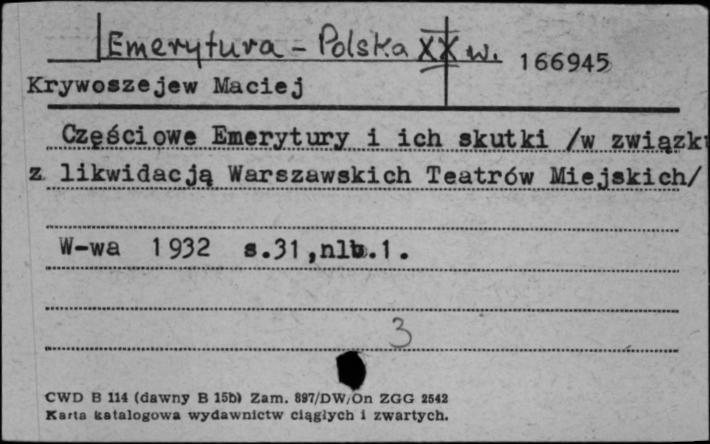 Emerytura - Polska XX w.
166945
Krywoszejew Maciej
Częściowe Emerytury i ich skutki /w związku
z likwidacją Warszawskich Teatrów Miejskich/
W-wa 1932 s.31,nlb.1.
3
CWD B 114 (dawny B 15b) Zam. 897/DW/On ZGG 2542
Karta katalogowa wydawnictw ciągłych i zwartych.